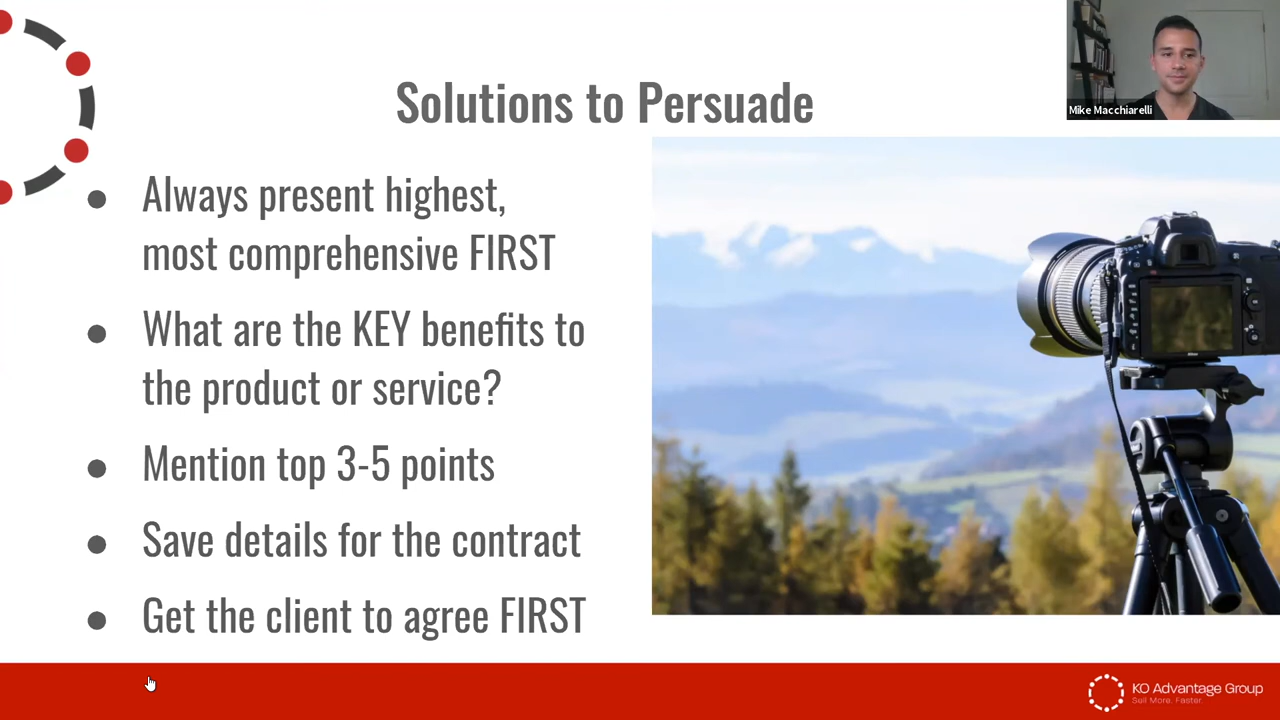 Solutions to Persuade
Mike Macchiarelli
● Always present highest,
most comprehensive FIRST
● What are the KEY benefits to
the product or service?
● Mention top 3-5 points
● Save details for the contract
● Get the client to agree FIRST
KO Advantage Group
Sell More. Faster.